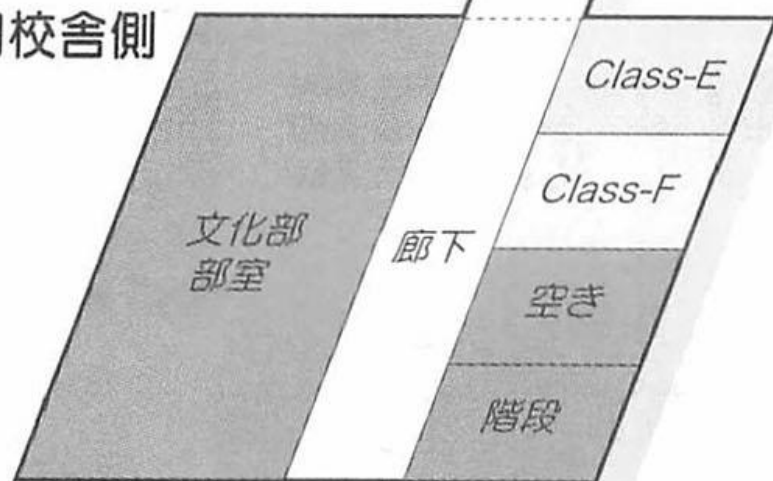 校舎側
Class-E
Class-F
文化部
部室
廊下
空き
階段